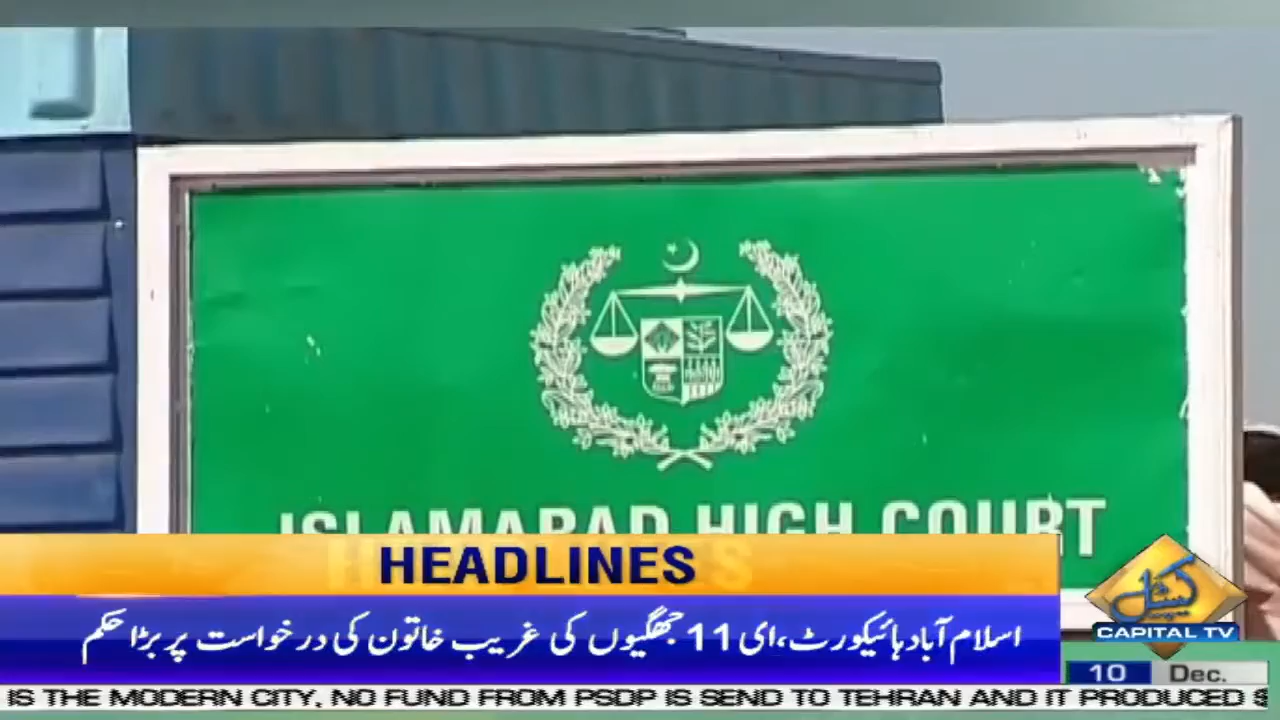 ISLAMABAD HIGH COURT
HEADLINES
اسلام آباد ہائیکورٹ،ای 11 جھگیوں کی غریب خاتون کی درخواست پر بڑا حکم
کیپیٹل
CAPITAL TV
10 Dec.
IS THE MODERN CITY, NO FUND FROM PSDP IS SEND TO TEHRAN AND IT PRODUCED